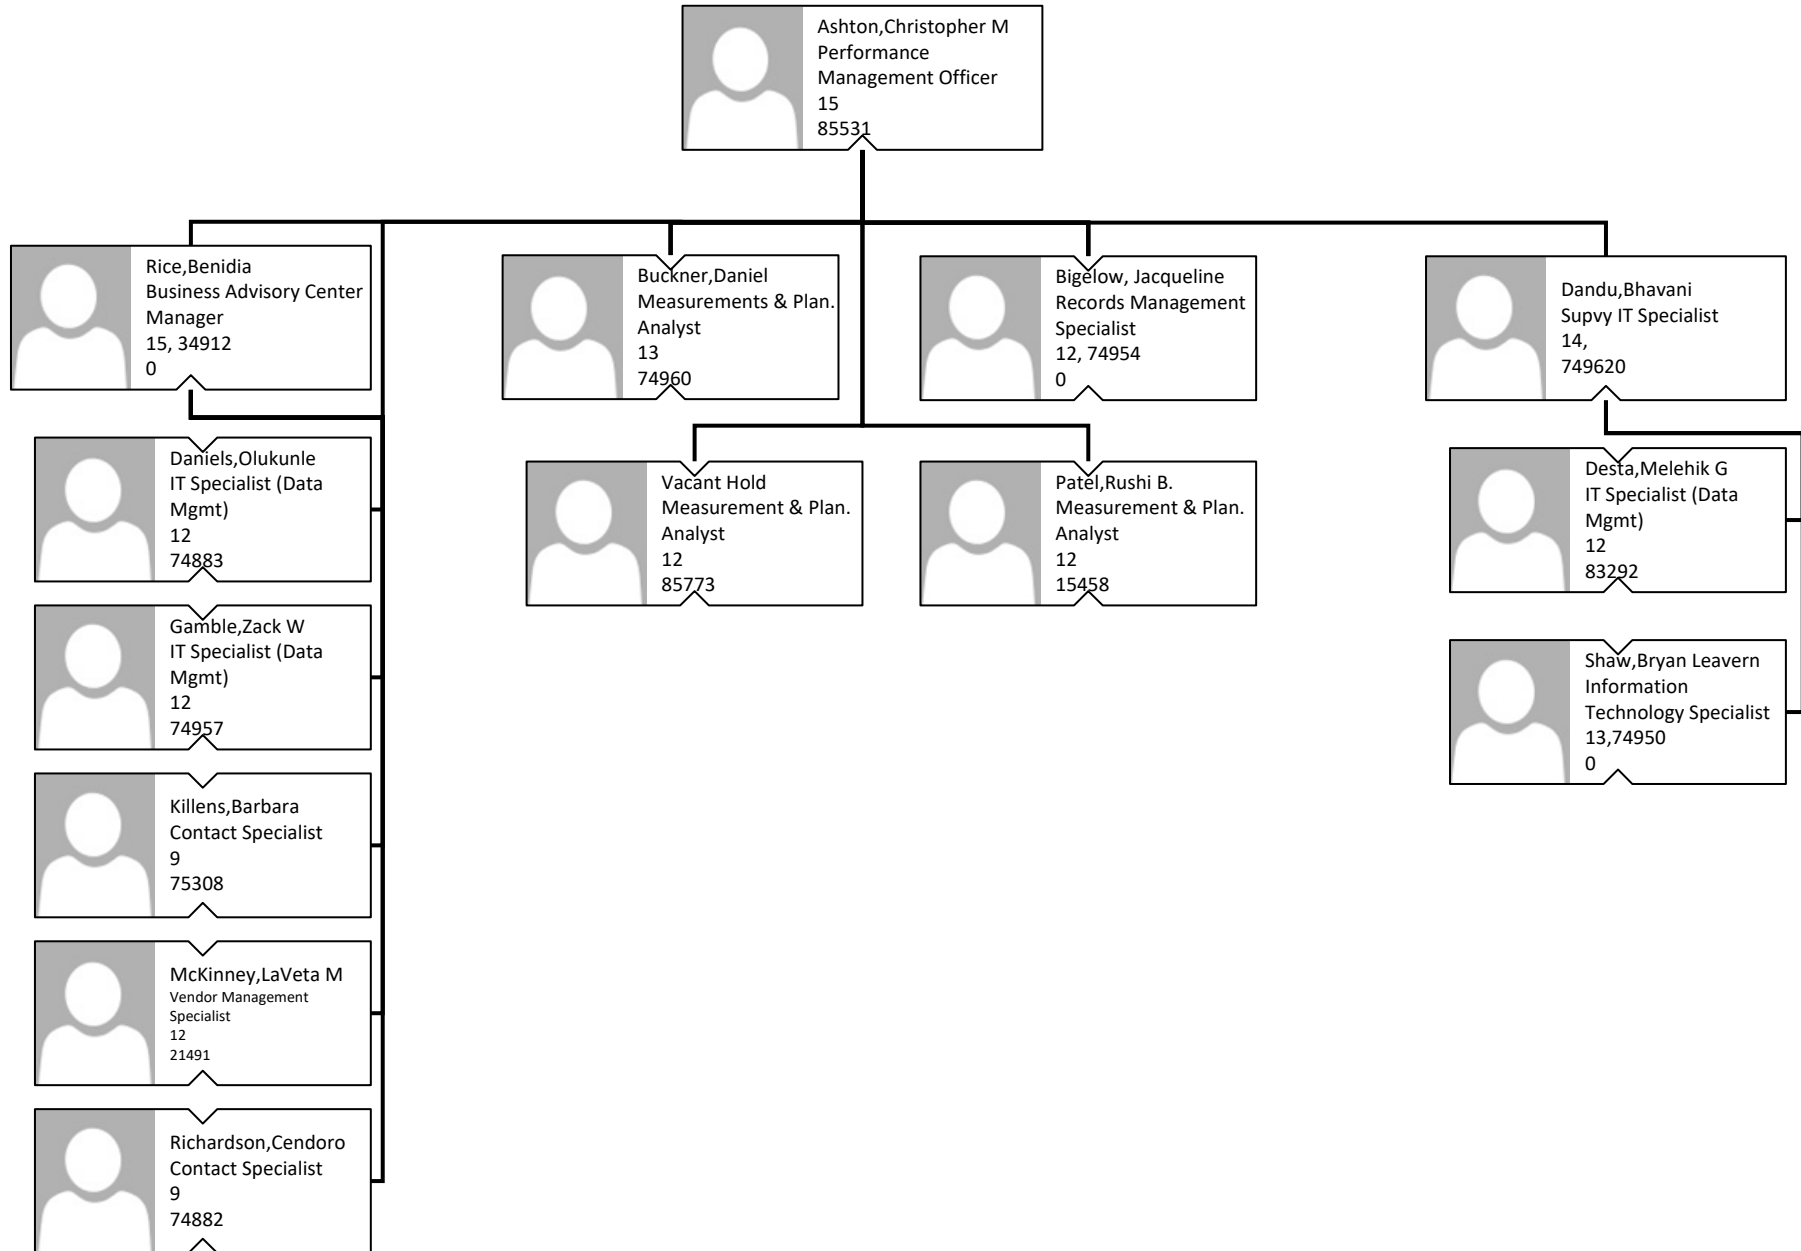 Ashton,Christopher M
Performance
Management Officer
15
85531
Rice,Benidia
Business Advisory Center
Manager
15, 34912
0
Buckner,Daniel
Measurements & Plan.
Analyst
13
74960
Bigelow, Jacqueline
Records Management
Specialist
12, 74954
0
Dandu,Bhavani
Supvy IT Specialist
14,
749620
Daniels,Olukunle
IT Specialist (Data
Mgmt)
12
74883
Vacant Hold
Measurement & Plan.
Analyst
12
85773
Patel,Rushi B.
Measurement & Plan.
Analyst
12
15458
Desta,Melehik G
IT Specialist (Data
Mgmt)
12
83292
Gamble,Zack W
IT Specialist (Data
Mgmt)
12
74957
Shaw,Bryan Leavern
Information
Technology Specialist
13,74950
0
Killens,Barbara
Contact Specialist
9
75308
McKinney,LaVeta M
Vendor Management
Specialist
12
21491
Richardson,Cendoro
Contact Specialist
9
74882